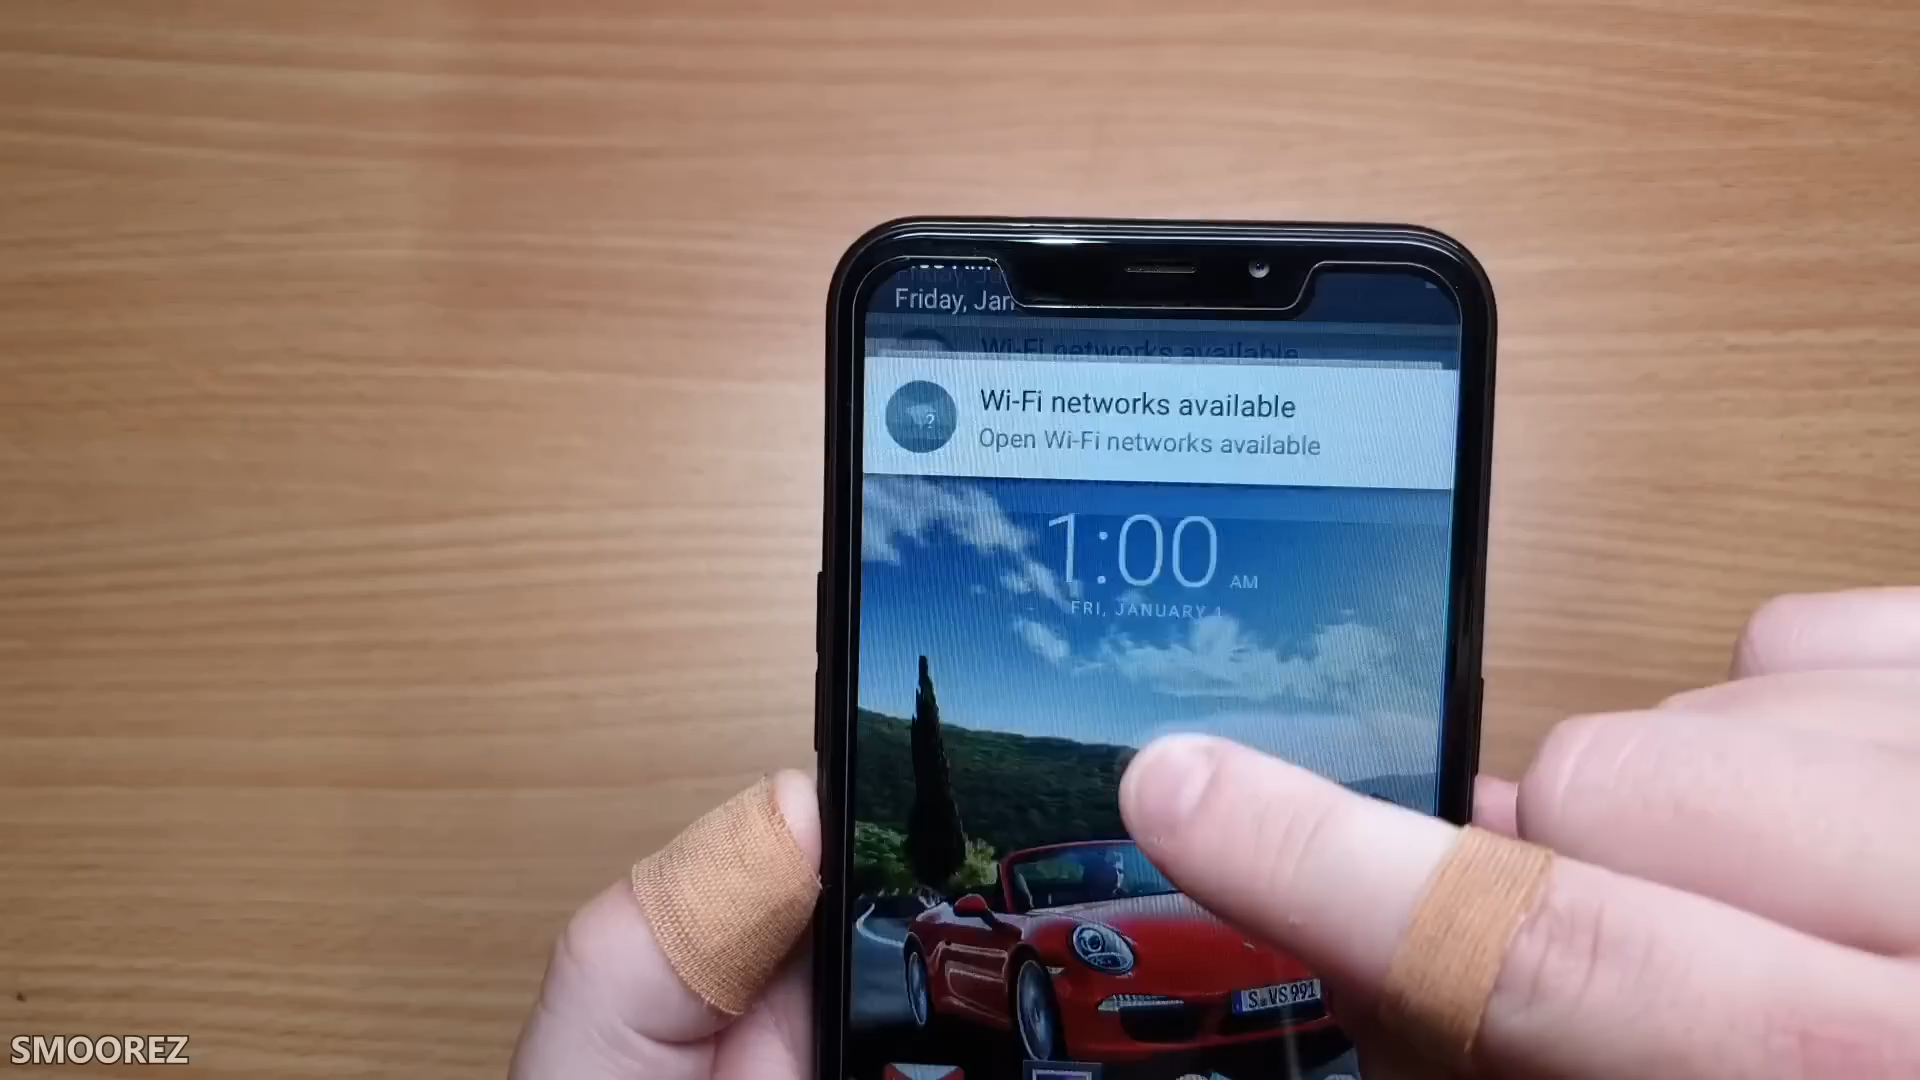 Friday, Jan
Wi-Fi networks available
Wi-Fi networks available
Open Wi-Fi networks available
1:00 AM
FRI, JANUARY 1
S VS 991
SMOOREZ